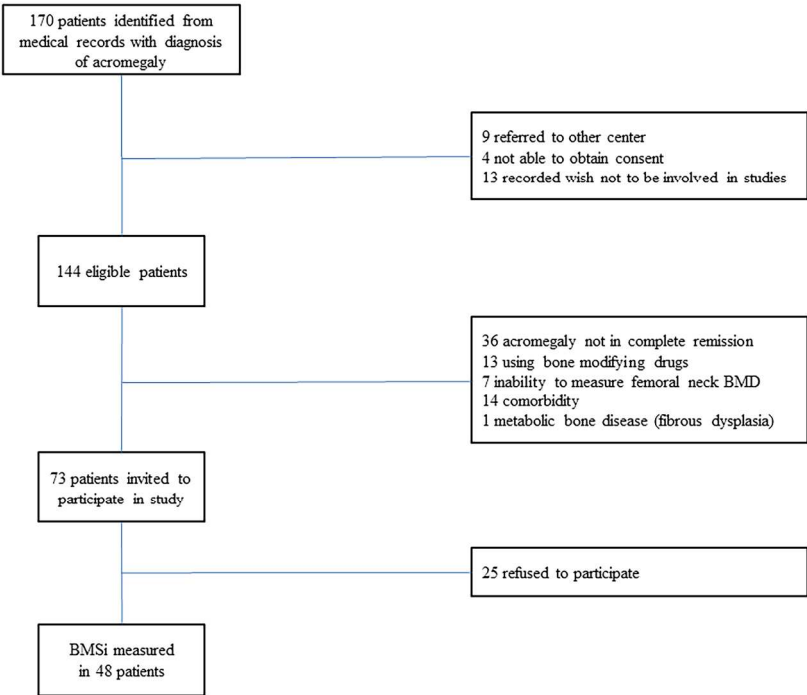 170 patients identified from
medical records with diagnosis
of acromegaly
9 referred to other center
4 not able to obtain consent
13 recorded wish not to be involved in studies
144 eligible patients
36 acromegaly not in complete remission
13 using bone modifying drugs
7 inability to measure femoral neck BMD
14 comorbidity
1 metabolic bone disease (fibrous dysplasia)
73 patients invited to
participate in study
25 refused to participate
BMSi measured
in 48 patients